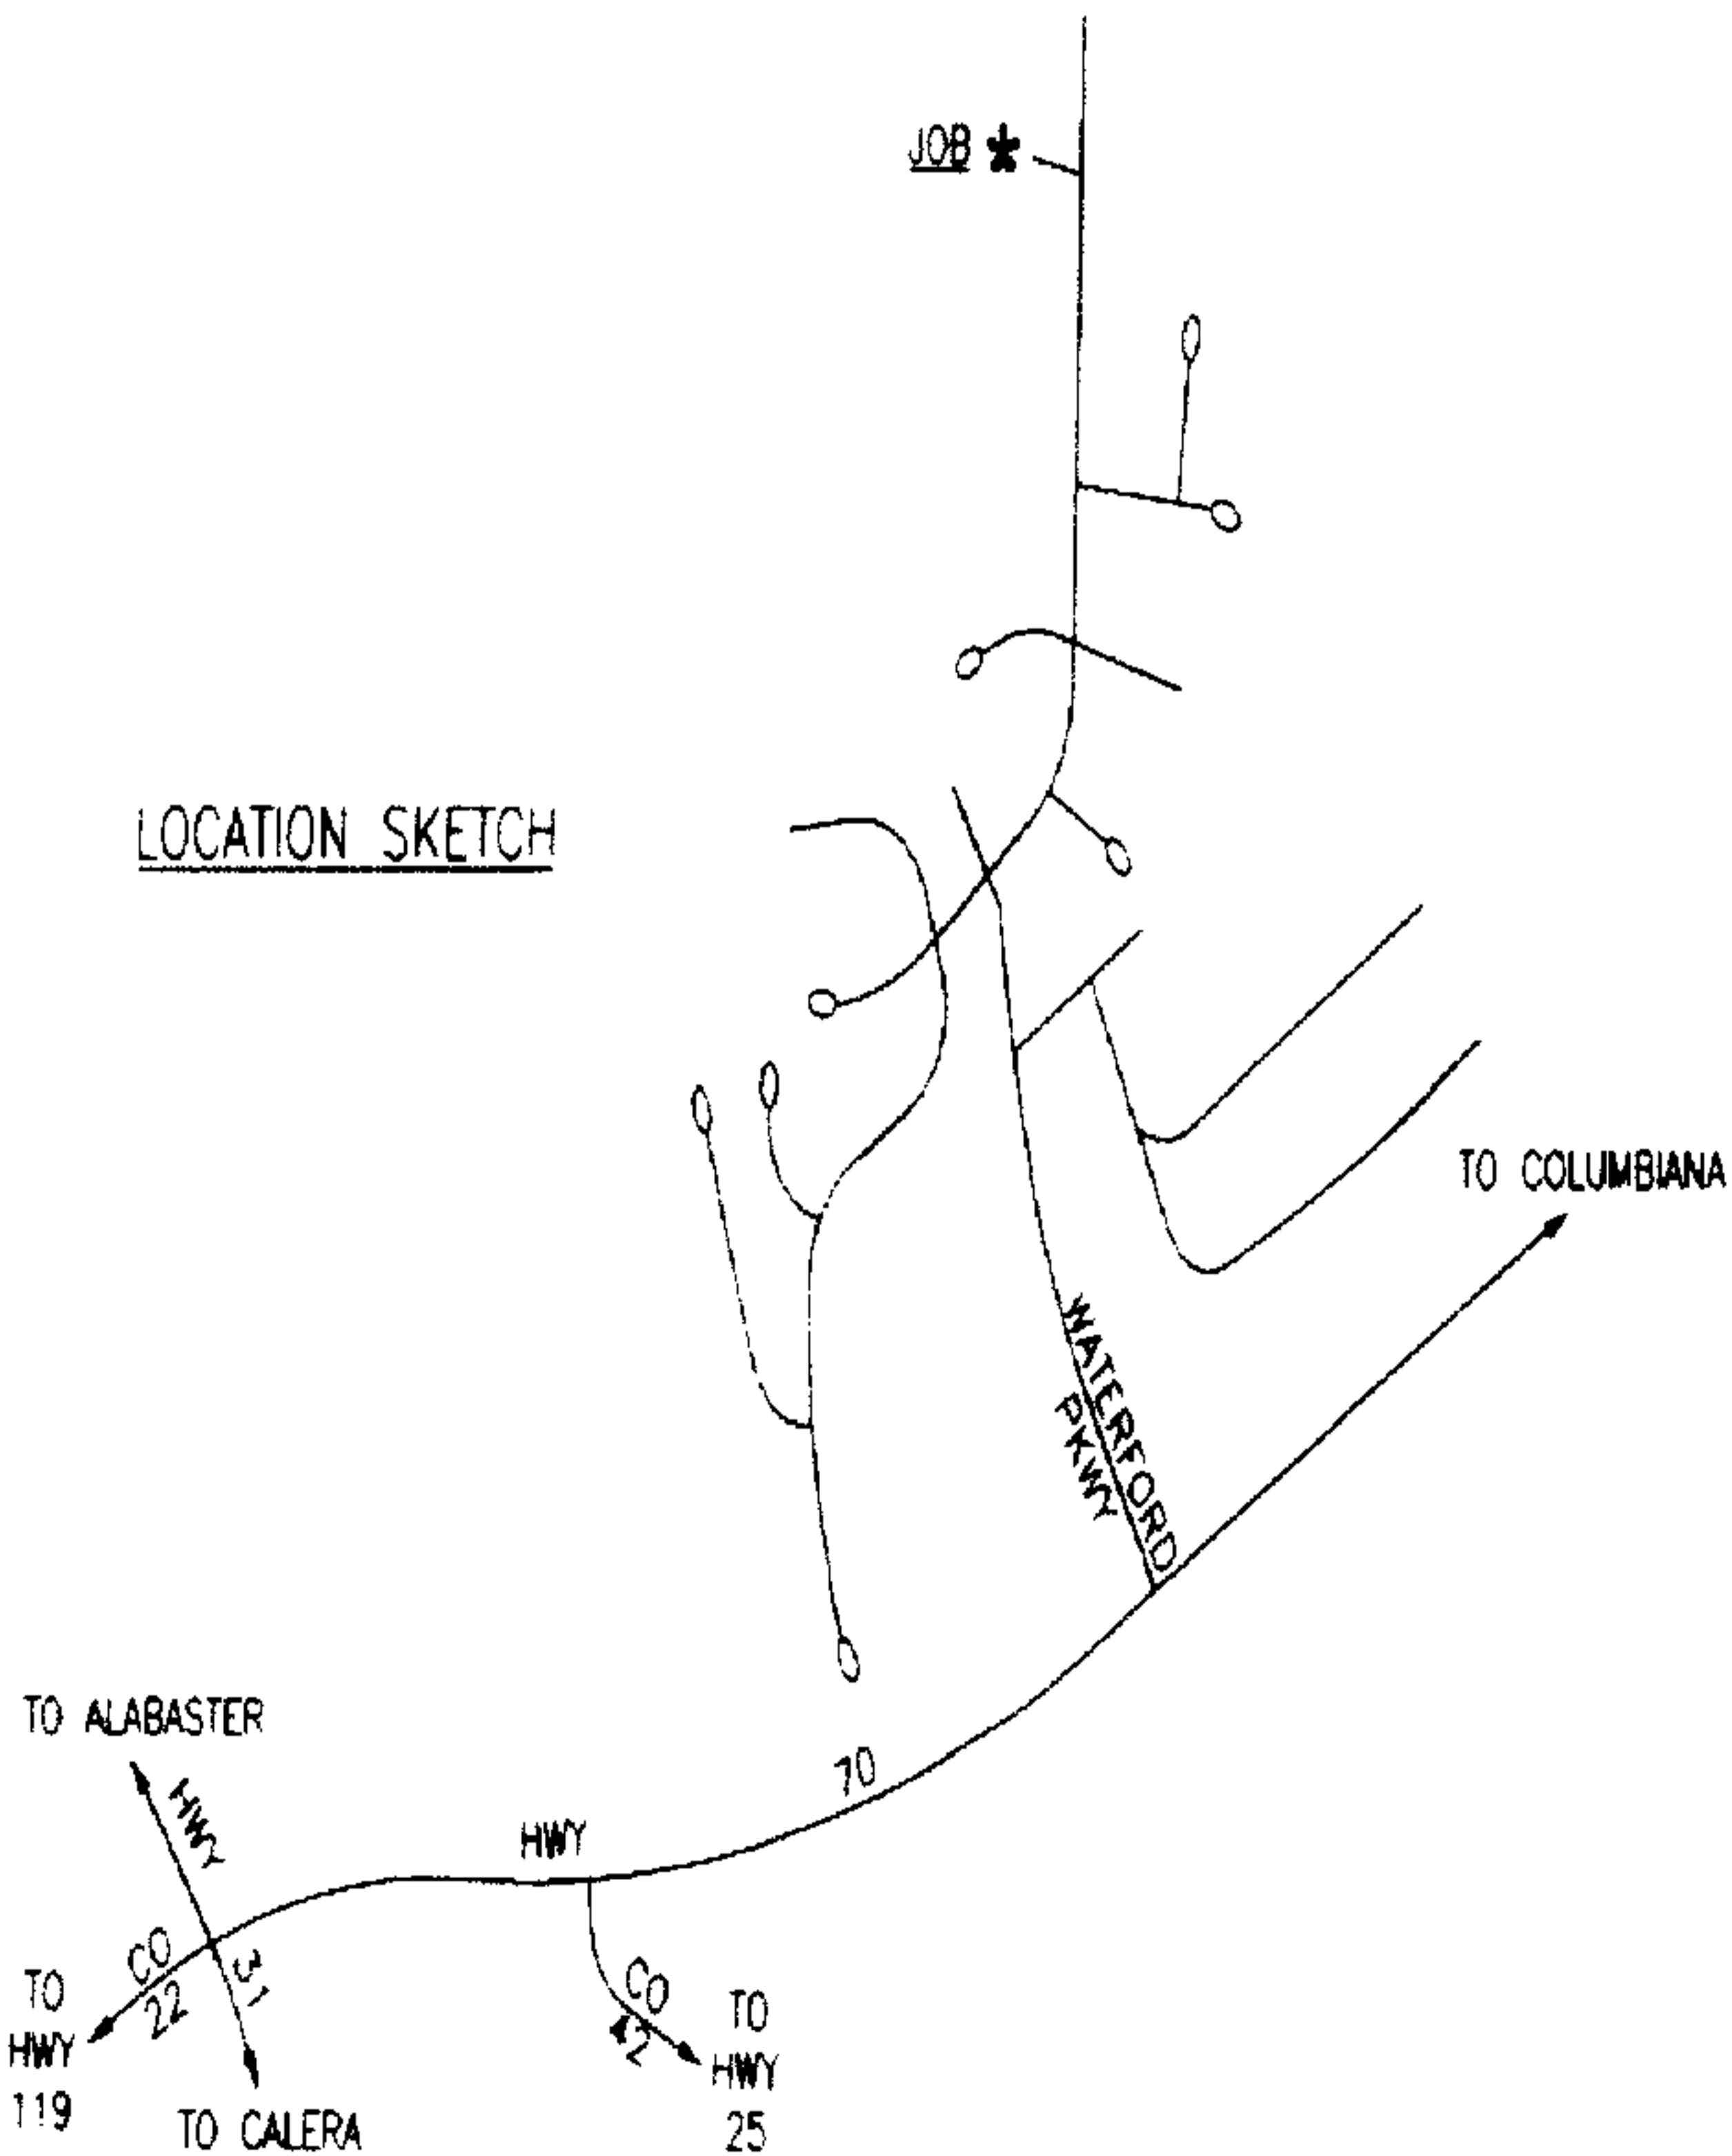 JOB *
LOCATION SKETCH
TO COLUMBIANA
WATERFORD
PKWY
TO ALABASTER
HWY
31
HWY
70
CO
22
TO
HWY
119
TO CALERA
CO
42
TO
HWY
25